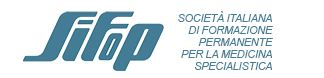 SIFOP
SOCIETÀ ITALIANA
DI FORMAZIONE
PERMANENTE
PER LA MEDICINA
SPECIALISTICA